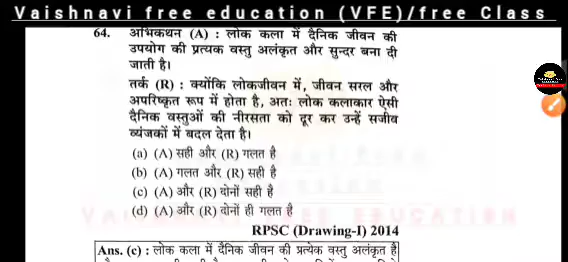 Vaishnavi free education (VFE)/free Class
64. अभिकथन (A) : लोक कला में दैनिक जीवन की
उपयोग की प्रत्यक वस्तु अलंकृत और सुन्दर बना दी
जाती है।
तर्क (R) : क्योंकि लोकजीवन में, जीवन सरल और
अपरिष्कृत रूप में होता है, अतः लोक कलाकार ऐसी
दैनिक वस्तुओं की नीरसता को दूर कर उन्हें सजीव
व्यंजकों में बदल देता है।
(a) (A) सही और (R) गलत है
(b) (A) गलत और (R) सही है
(c) (A) और (R) दोनों सही है
(d) (A) और (R) दोनों ही गलत है
RPSC (Drawing-I) 2014
Ans. (c) : लोक कला में दैनिक जीवन की प्रत्येक वस्तु अलंकृत है